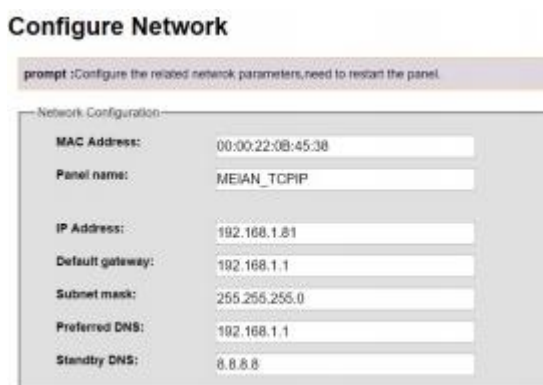 Configure Network
prompt :Configure the related netwrok parameters,need to restart the panel.
Network Configuration
MAC Address: 00:00:22:0B:45:38
Panel name: MEIAN_TCPIP
IP Address: 192.168.1.81
Default gateway: 192.168.1.1
Subnet mask: 255.255.255.0
Preferred DNS: 192.168.1.1
Standby DNS: 8.8.8.8